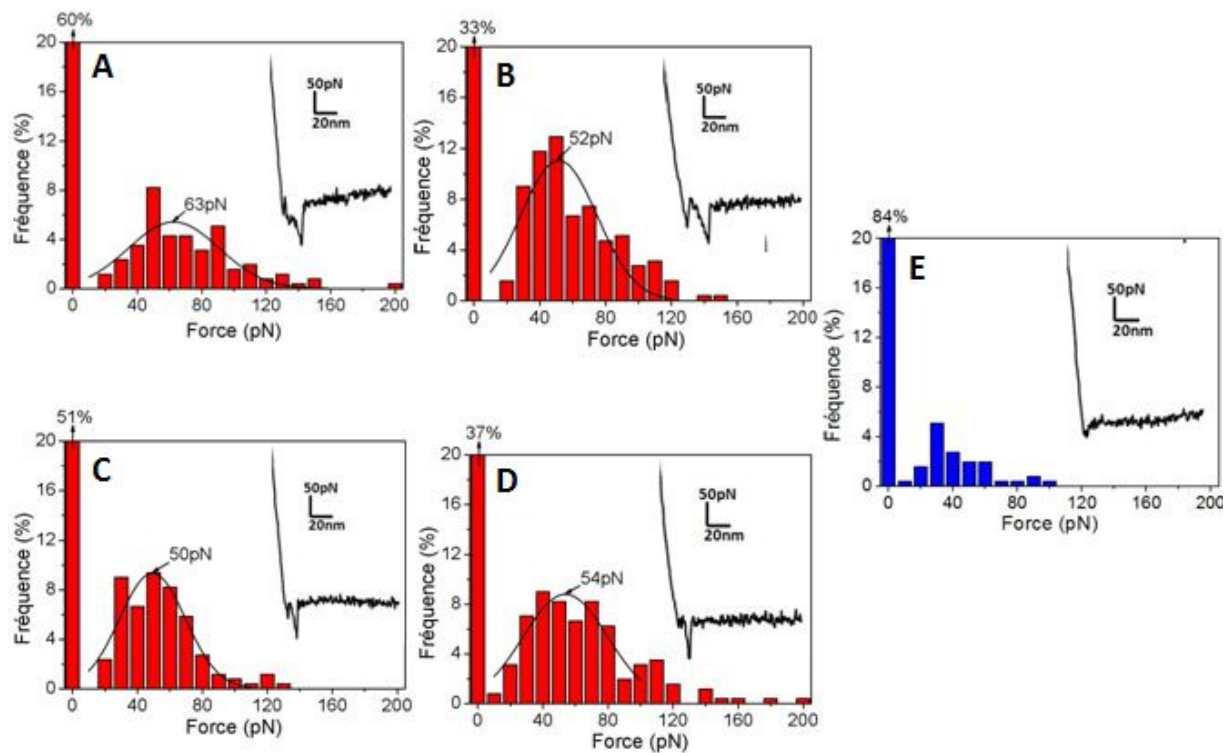 60%
20
16
12
8
4
0
A
63pN
50pN
20nm
Fréquence (%)
0 40 80 120 160 200
Force (pN)
33%
20
16
12
8
4
0
B
52pN
50pN
20nm
Fréquence (%)
0 40 80 120 160 200
Force (pN)
51%
20
16
12
8
4
0
C
50pN
50pN
20nm
Fréquence (%)
0 40 80 120 160 200
Force (pN)
37%
20
16
12
8
4
0
D
54pN
50pN
20nm
Fréquence (%)
0 40 80 120 160 200
Force (pN)
84%
20
16
12
8
4
0
E
50pN
20nm
Fréquence (%)
0 40 80 120 160 200
Force (pN)